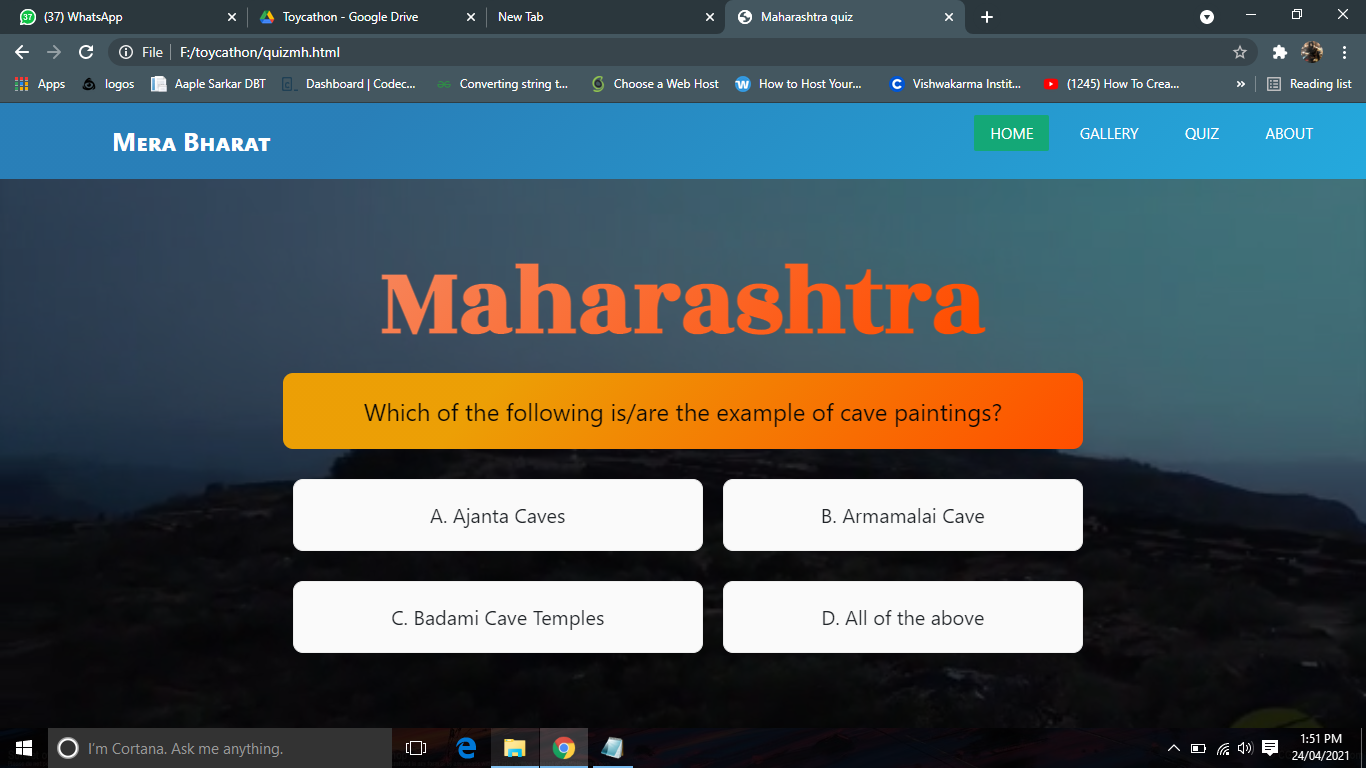 37 (37) WhatsApp
Toycathon - Google Drive
New Tab
Maharashtra quiz
File F:/toycathon/quizmh.html
Apps logos Aaple Sarkar DBT Dashboard | Codec... Converting string t... Choose a Web Host How to Host Your... Vishwakarma Instit... (1245) How To Crea... » Reading list
Mera Bharat
HOME GALLERY QUIZ ABOUT
Maharashtra
Which of the following is/are the example of cave paintings?
A. Ajanta Caves
B. Armamalai Cave
C. Badami Cave Temples
D. All of the above
I'm Cortana. Ask me anything.
1:51 PM
24/04/2021